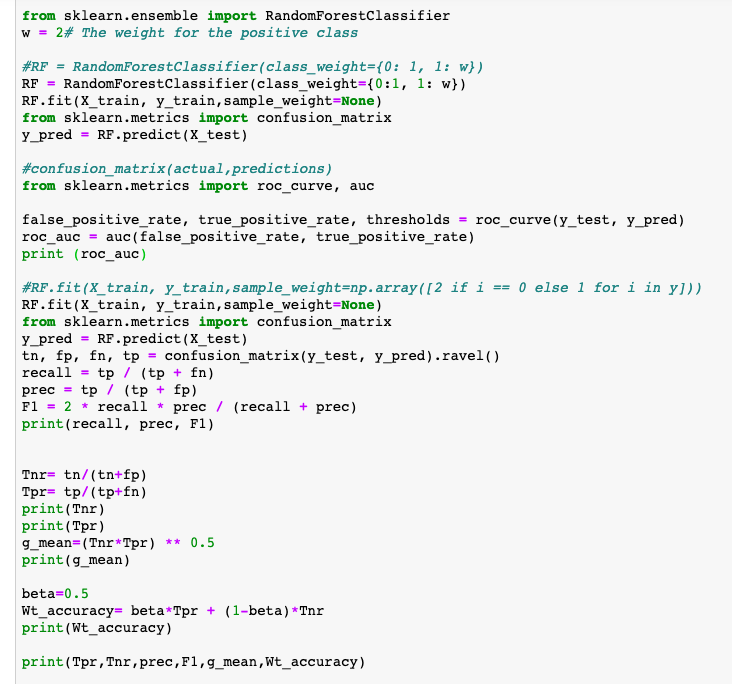 from sklearn.ensemble import RandomForestClassifier
w = 2# The weight for the positive class
#RF = RandomForestClassifier(class_weight={0: 1, 1: w})
RF = RandomForestClassifier(class_weight={0:1, 1: w})
RF.fit(X_train, y_train,sample_weight=None)
from sklearn.metrics import confusion_matrix
y_pred = RF.predict(X_test)
#confusion_matrix(actual,predictions)
from sklearn.metrics import roc_curve, auc
false_positive_rate, true_positive_rate, thresholds = roc_curve(y_test, y_pred)
roc_auc = auc(false_positive_rate, true_positive_rate)
print (roc_auc)
#RF.fit(X_train, y_train,sample_weight=np.array([2 if i == 0 else 1 for i in y]))
RF.fit(X_train, y_train,sample_weight=None)
from sklearn.metrics import confusion_matrix
y_pred = RF.predict(X_test)
tn, fp, fn, tp = confusion_matrix(y_test, y_pred).ravel()
recall = tp / (tp + fn)
prec = tp / (tp + fp)
F1 = 2 * recall * prec / (recall + prec)
print(recall, prec, F1)
Tnr= tn/(tn+fp)
Tpr= tp/(tp+fn)
print(Tnr)
print(Tpr)
g_mean=(Tnr*Tpr) ** 0.5
print(g_mean)
beta=0.5
Wt_accuracy= beta*Tpr + (1-beta)*Tnr
print(Wt_accuracy)
print(Tpr,Tnr,prec,F1,g_mean,Wt_accuracy)